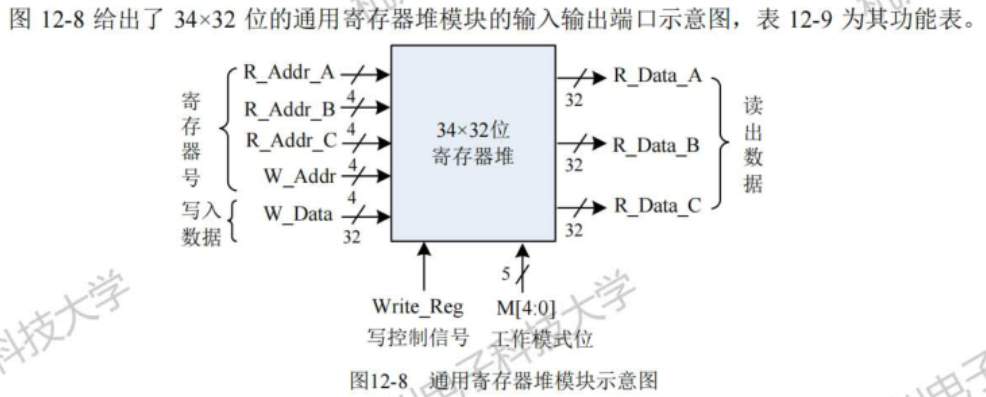 图 12-8 给出了 34×32 位的通用寄存器堆模块的输入输出端口示意图，表 12-9 为其功能表。
寄存器号
R_Addr_A
4
R_Addr_B
4
R_Addr_C
4
W_Addr
4
写入数据
W_Data
32
34×32位
寄存器堆
R_Data_A
32
R_Data_B
32
R_Data_C
32
读出数据
5
Write_Reg
写控制信号
M[4:0]
工作模式位
图12-8 通用寄存器堆模块示意图
科技大学
电子科技大学